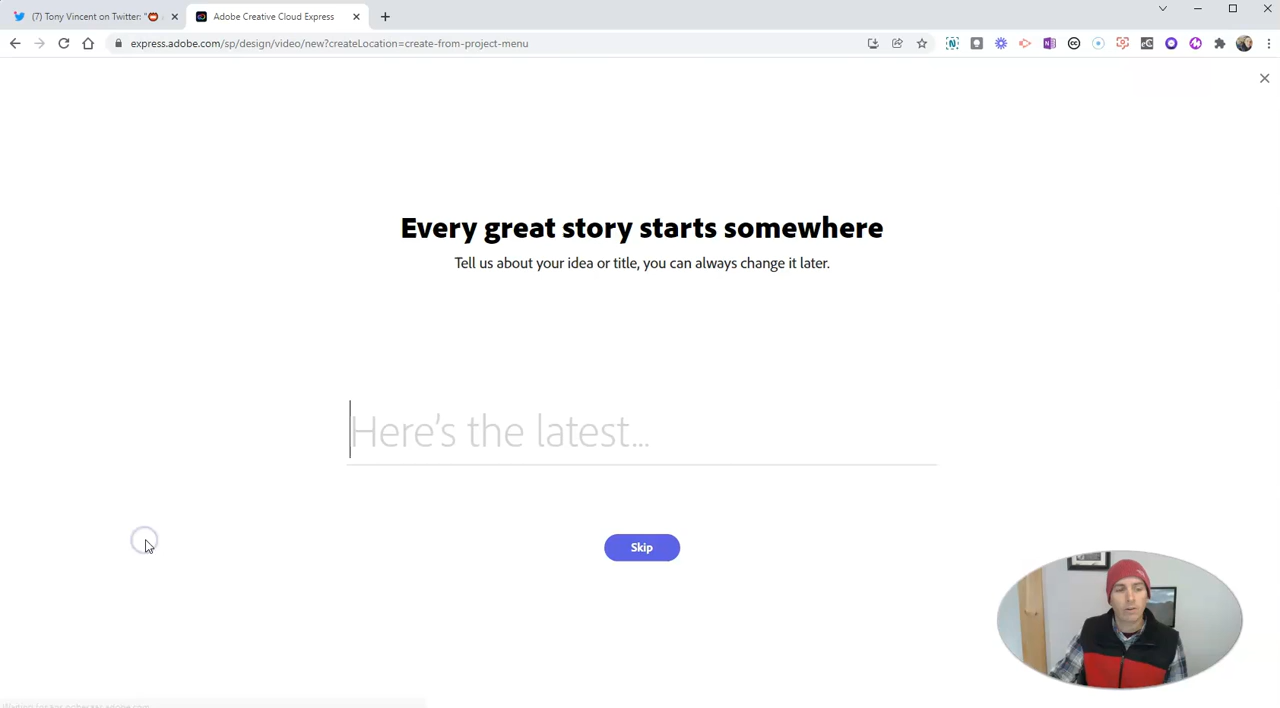 (7) Tony Vincent on Twitter: "
Adobe Creative Cloud Express
express.adobe.com/sp/design/video/new?createLocation=create-from-project-menu
Every great story starts somewhere
Tell us about your idea or title, you can always change it later.
Here's the latest...
Skip